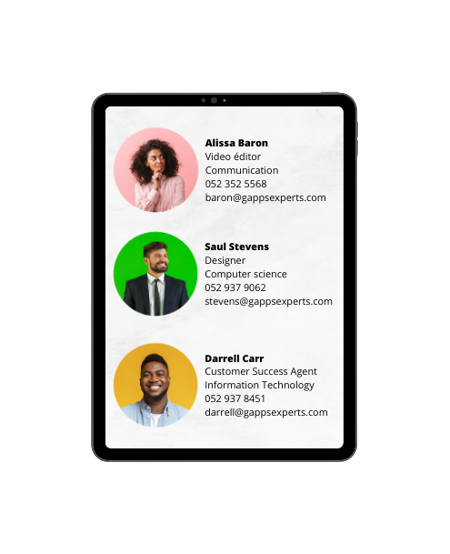 Alissa Baron
Video éditor
Communication
052 352 5568
baron@gappsexperts.com
Saul Stevens
Designer
Computer science
052 937 9062
stevens@gappsexperts.com
Darrell Carr
Customer Success Agent
Information Technology
052 937 8451
darrell@gappsexperts.com